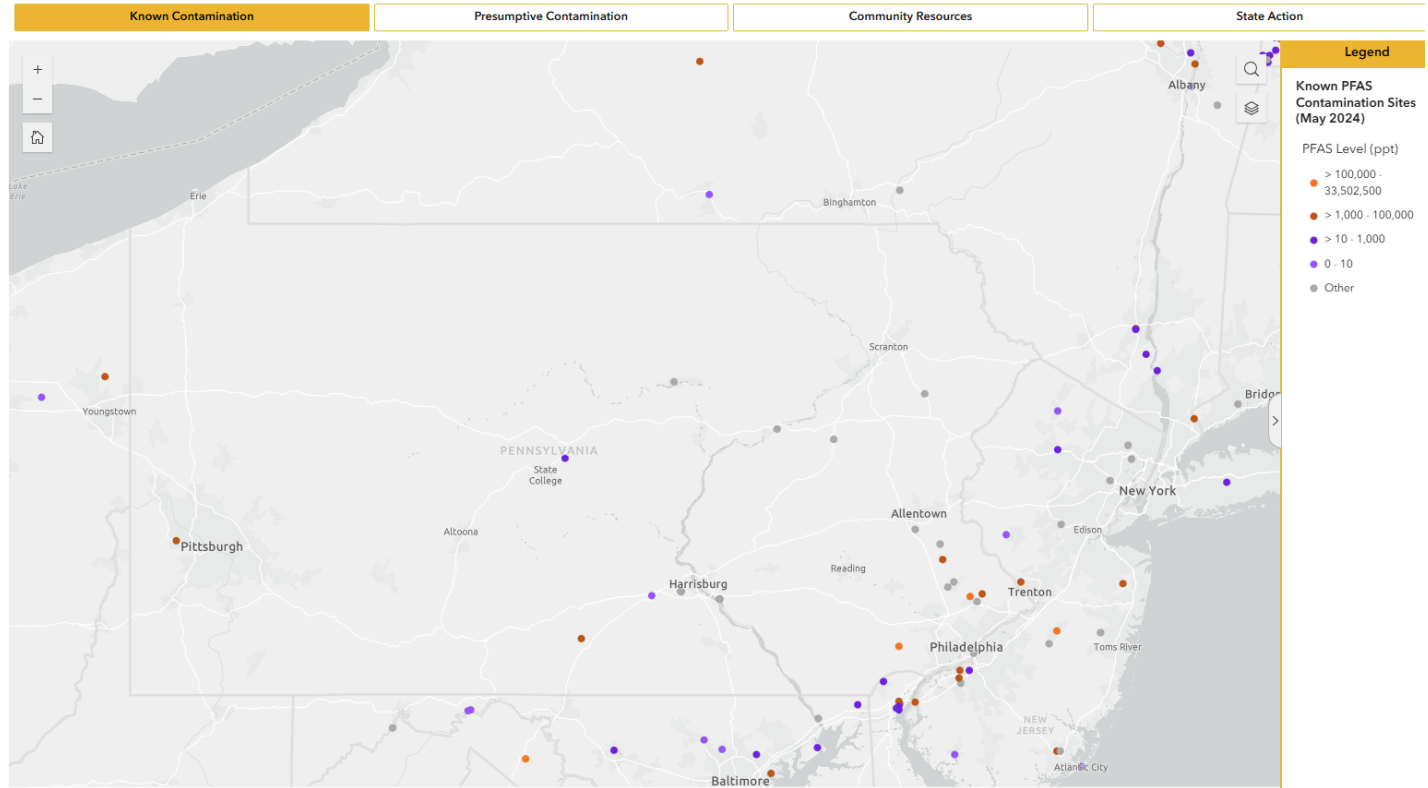 Known Contamination
Presumptive Contamination
Community Resources
State Action
Legend
Known PFAS
Contamination Sites
(May 2024)
PFAS Level (ppt)
> 100,000 -
33,502,500
> 1,000 - 100,000
> 10 - 1,000
0 - 10
Other
+
−
Albany
Lake
Erie
Erie
Binghamton
Scranton
Youngstown
Bridge
PENNSYLVANIA
State
College
New York
Allentown
Altoona
Edison
Pittsburgh
Reading
Harrisburg
Trenton
Philadelphia
Toms River
NEW
JERSEY
Atlantic City
Baltimore